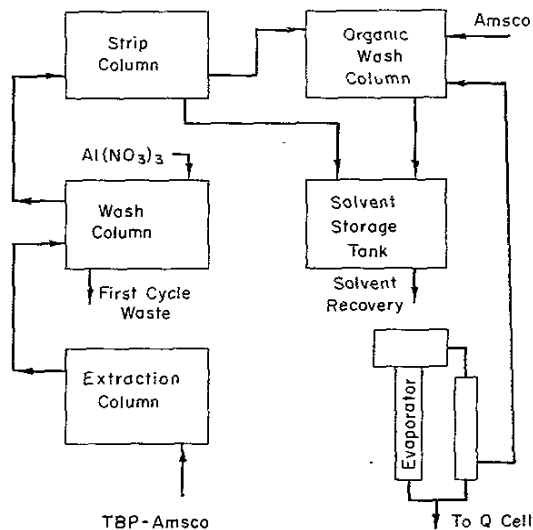 Strip
Column
Organic
Wash
Column
Amsco
Al(NO3)3
Wash
Column
Solvent
Storage
Tank
First Cycle
Waste
Solvent
Recovery
Extraction
Column
Evaporator
TBP-Amsco
To Q Cell